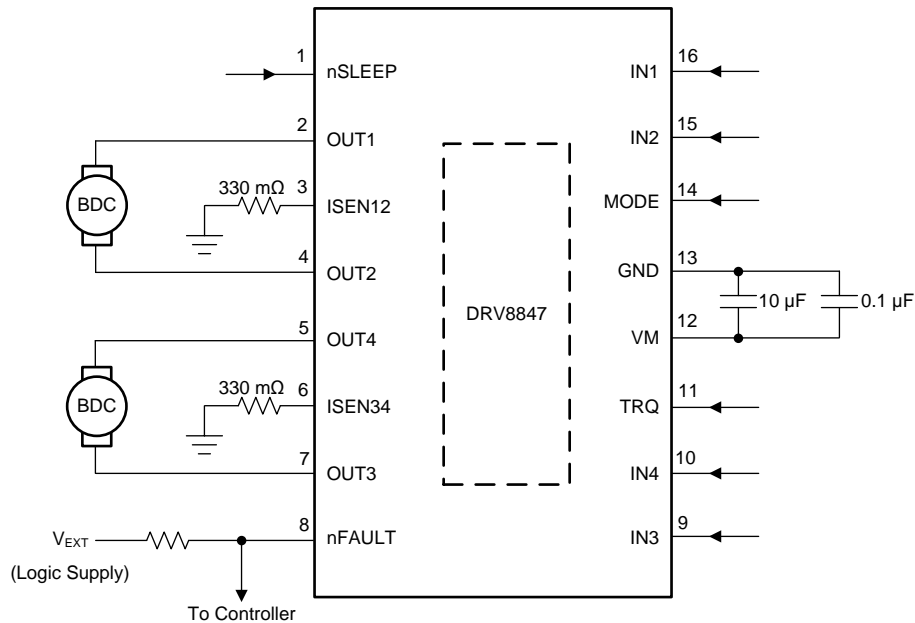 1
nSLEEP
16
IN1
2
OUT1
15
IN2
BDC
330 mΩ
3
ISEN12
14
MODE
4
OUT2
13
GND
10 µF
0.1 µF
DRV8847
5
OUT4
12
VM
BDC
330 mΩ
6
ISEN34
11
TRQ
7
OUT3
10
IN4
VEXT
(Logic Supply)
8
nFAULT
9
IN3
To Controller